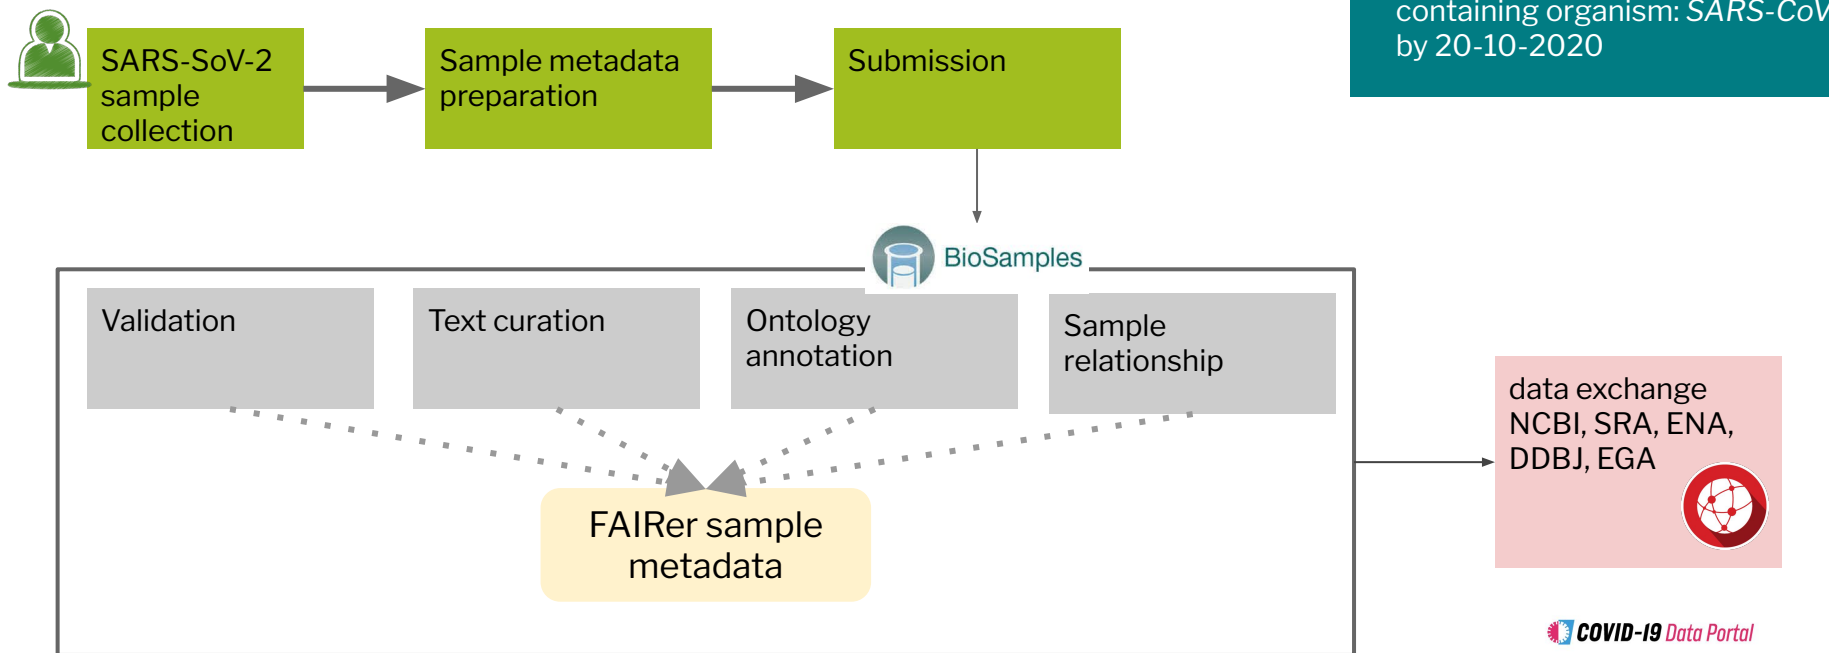 containing organism: SARS-CoV
by 20-10-2020
SARS-SoV-2
sample
collection
Sample metadata
preparation
Submission
BioSamples
Validation
Text curation
Ontology
annotation
Sample
relationship
data exchange
NCBI, SRA, ENA,
DDBJ, EGA
FAIRer sample
metadata
COVID-19 Data Portal